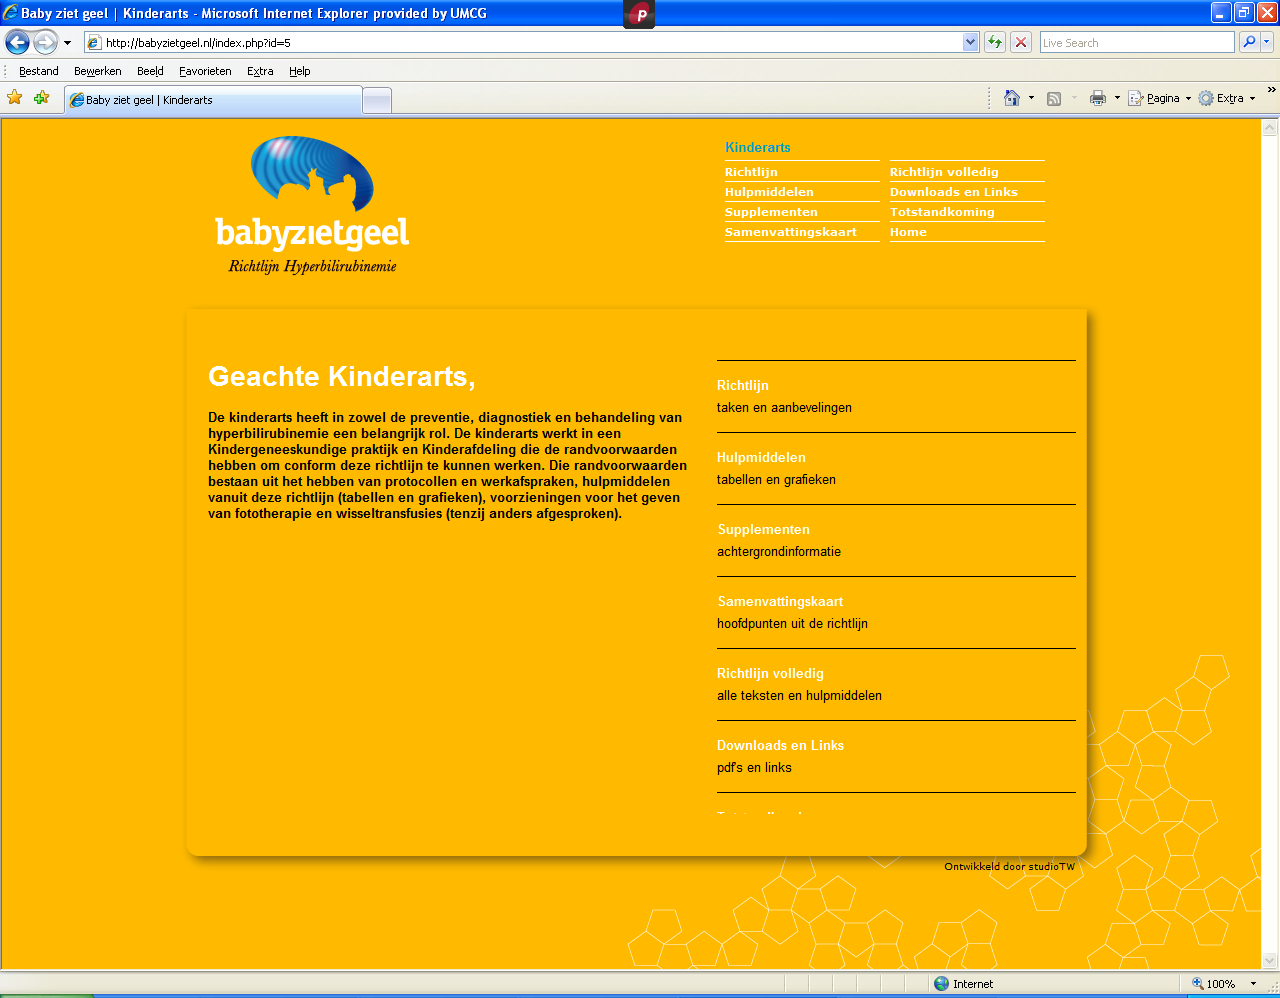 Baby ziet geel | Kinderarts - Microsoft Internet Explorer provided by UMCG
http://babyzietgeel.nl/index.php?id=5
Live Search
Bestand Bewerken Beeld Favorieten Extra Help
Baby ziet geel | Kinderarts
Pagina Extra
babyzietgeel
Richtlijn Hyperbilirubinemie
Kinderarts
Richtlijn Richtlijn volledig
Hulpmiddelen Downloads en Links
Supplementen Totstandkoming
Samenvattingskaart Home
Geachte Kinderarts,
De kinderarts heeft in zowel de preventie, diagnostiek en behandeling van
hyperbilirubinemie een belangrijk rol. De kinderarts werkt in een
Kindergeneeskundige praktijk en Kinderafdeling die de randvoorwaarden
hebben om conform deze richtlijn te kunnen werken. Die randvoorwaarden
bestaan uit het hebben van protocollen en werkafspraken, hulpmiddelen
vanuit deze richtlijn (tabellen en grafieken), voorzieningen voor het geven
van fototherapie en wisseltransfusies (tenzij anders afgesproken).
Richtlijn
taken en aanbevelingen
Hulpmiddelen
tabellen en grafieken
Supplementen
achtergrondinformatie
Samenvattingskaart
hoofdpunten uit de richtlijn
Richtlijn volledig
alle teksten en hulpmiddelen
Downloads en Links
pdf's en links
Ontwikkeld door studioTW
Internet
100%